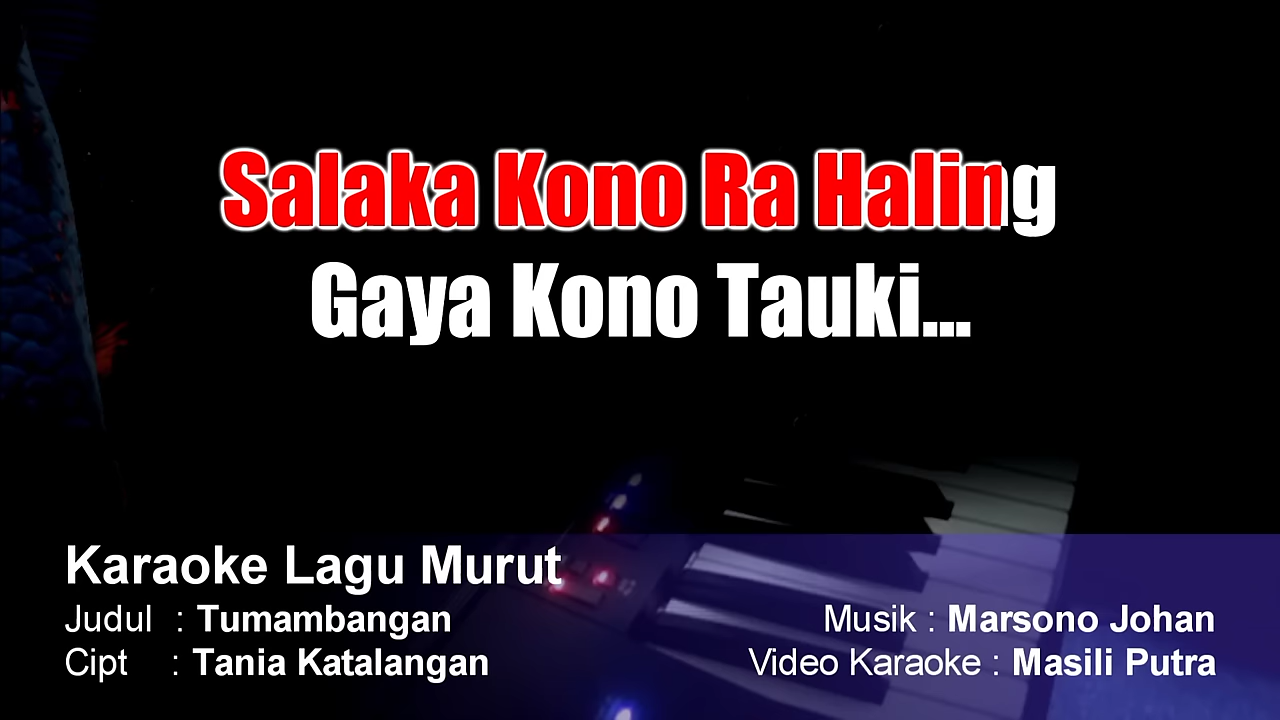 Salaka Kono Ra Haling
Gaya Kono Tauki...
Karaoke Lagu Murut
Judul : Tumambangan
Cipt : Tania Katalangan
Musik : Marsono Johan
Video Karaoke : Masili Putra